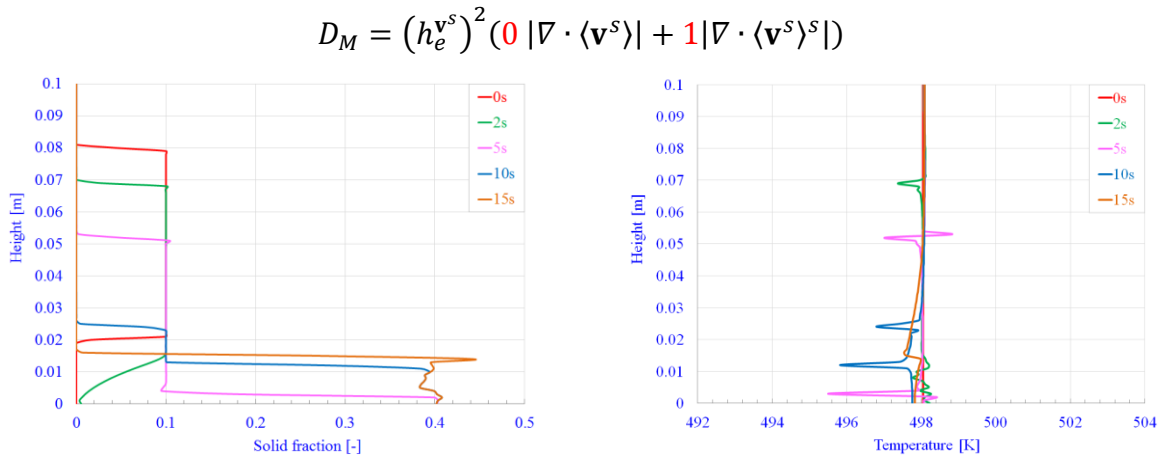 D_M = (h_e^{v^s})^2 (0 |∇ · ⟨v^s⟩| + 1|∇ · ⟨v^s⟩^s|)
0.1
0.09
0.08
0.07
0.06
0.05
0.04
0.03
0.02
0.01
0
Height [m]
0 0.1 0.2 0.3 0.4 0.5
Solid fraction [-]
0s
2s
5s
10s
15s
0.1
0.09
0.08
0.07
0.06
0.05
0.04
0.03
0.02
0.01
0
Height [m]
492 494 496 498 500 502 504
Temperature [K]
0s
2s
5s
10s
15s